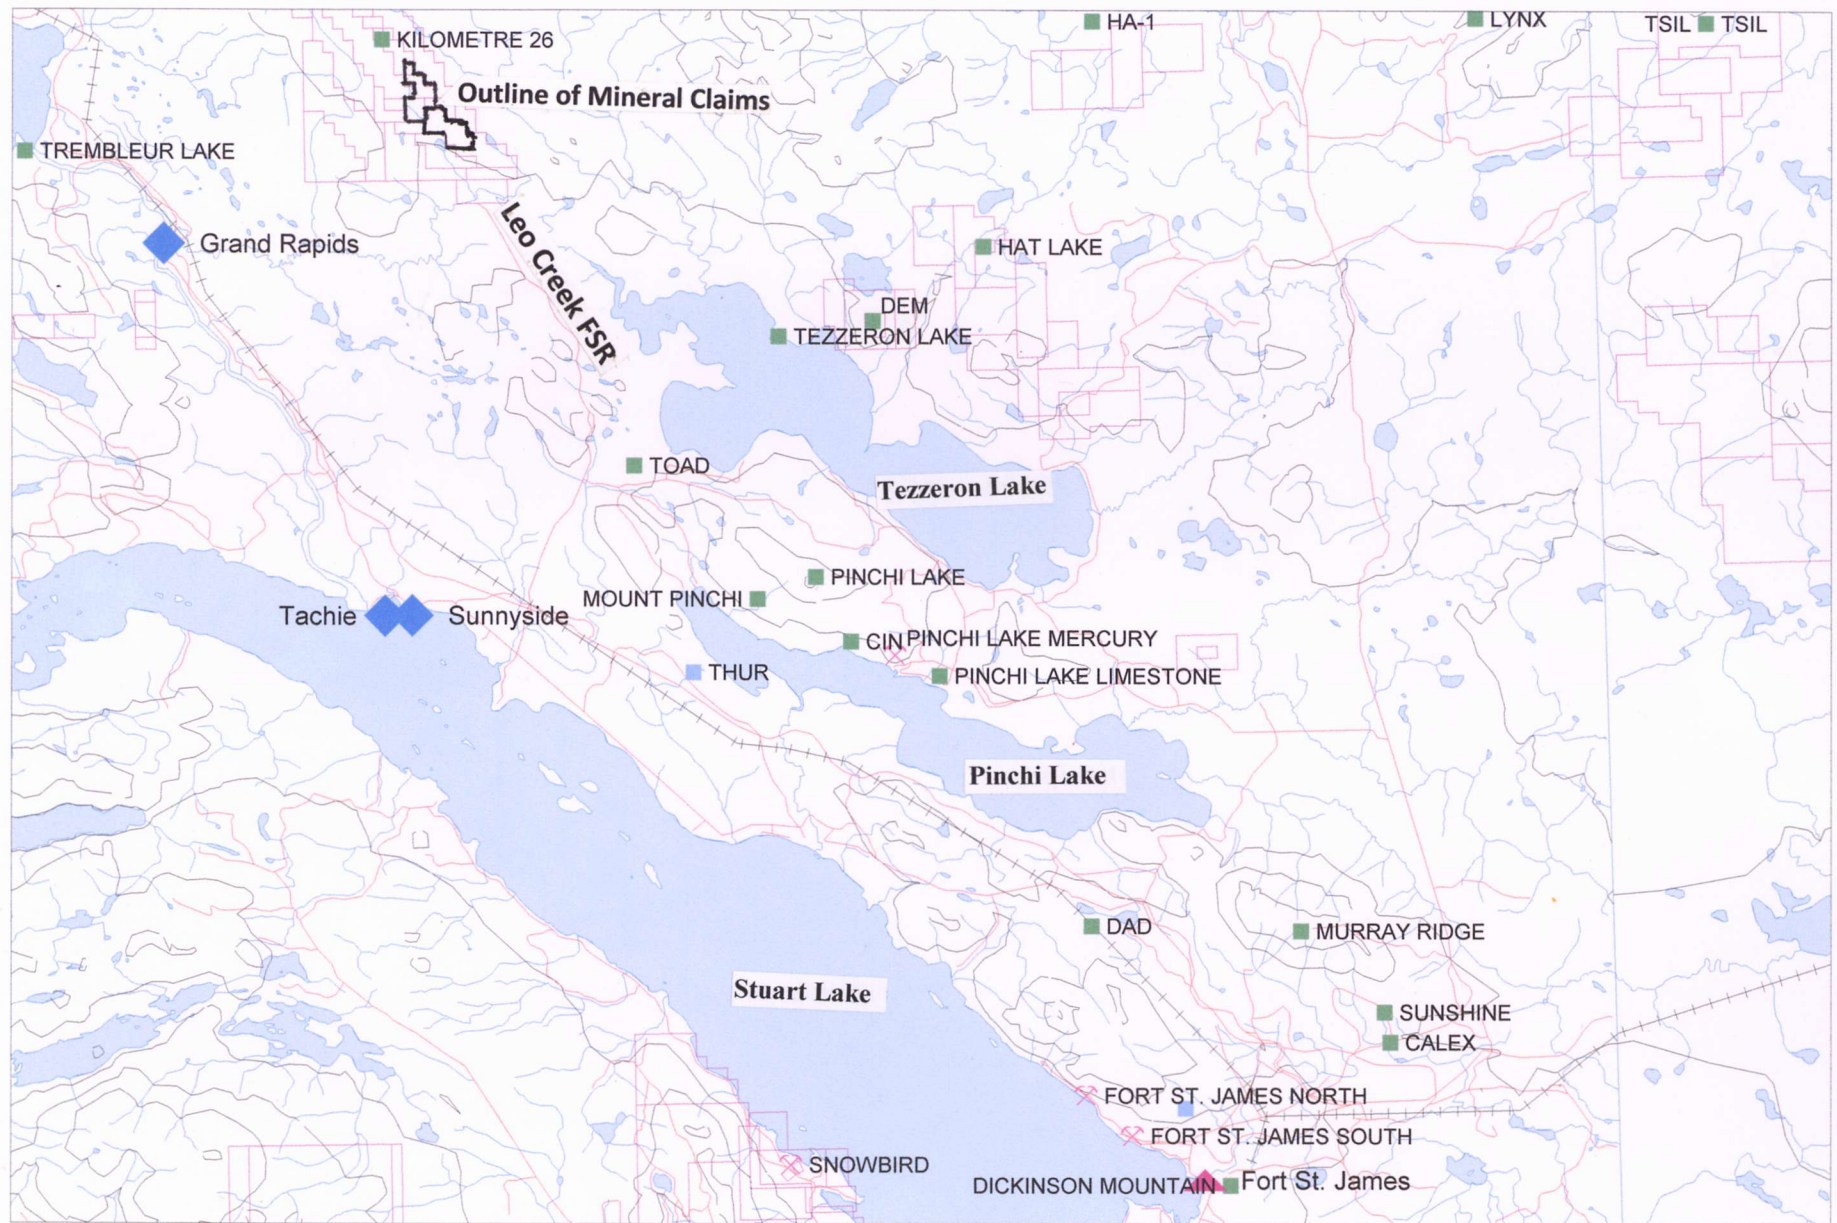 HA-1
LYNX
TSIL
TSIL
KILOMETRE 26
Outline of Mineral Claims
TREMBLEUR LAKE
Grand Rapids
Leo Creek FSR
HAT LAKE
DEM
TEZZERON LAKE
TOAD
Tezzeron Lake
PINCHI LAKE
MOUNT PINCHI
Tachie
Sunnyside
CIN
PINCHI LAKE MERCURY
THUR
PINCHI LAKE LIMESTONE
Pinchi Lake
DAD
MURRAY RIDGE
Stuart Lake
SUNSHINE
CALEX
FORT ST. JAMES NORTH
FORT ST. JAMES SOUTH
SNOWBIRD
DICKINSON MOUNTAIN
Fort St. James